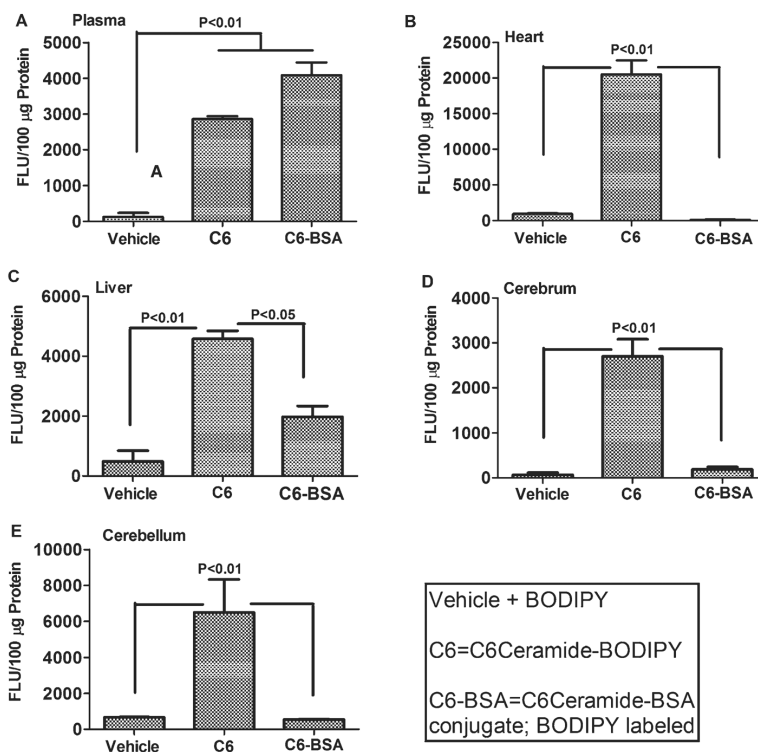 A Plasma
P<0.01
FLU/100 µg Protein
5000
4000
3000
2000
1000
0
A
Vehicle C6 C6-BSA
B Heart
P<0.01
FLU/100 µg Protein
25000
20000
15000
10000
5000
0
Vehicle C6 C6-BSA
C Liver
P<0.01 P<0.05
FLU/100 µg Protein
6000
4000
2000
0
Vehicle C6 C6-BSA
D Cerebrum
P<0.01
FLU/100 µg Protein
4000
3000
2000
1000
0
Vehicle C6 C6-BSA
E Cerebellum
P<0.01
FLU/100 µg Protein
8000
6000
4000
2000
0
Vehicle C6 C6-BSA
Vehicle + BODIPY
C6=C6Ceramide-BODIPY
C6-BSA=C6Ceramide-BSA
conjugate; BODIPY labeled